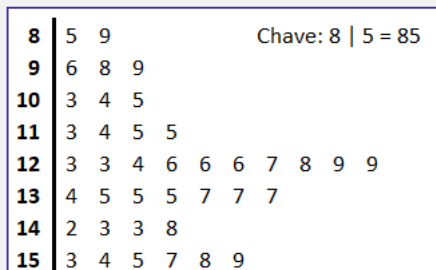 8 | 5 9 Chave: 8 | 5 = 85
9 | 6 8 9
10 | 3 4 5
11 | 3 4 5 5
12 | 3 3 4 6 6 6 7 8 9 9
13 | 4 5 5 5 7 7 7
14 | 2 3 3 8
15 | 3 4 5 7 8 9